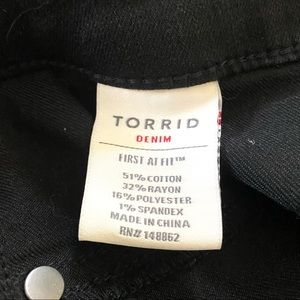 TORRID
DENIM
FIRST AT FIT™
51% COTTON
32% RAYON
16% POLYESTER
1% SPANDEX
MADE IN CHINA
RN# 148862